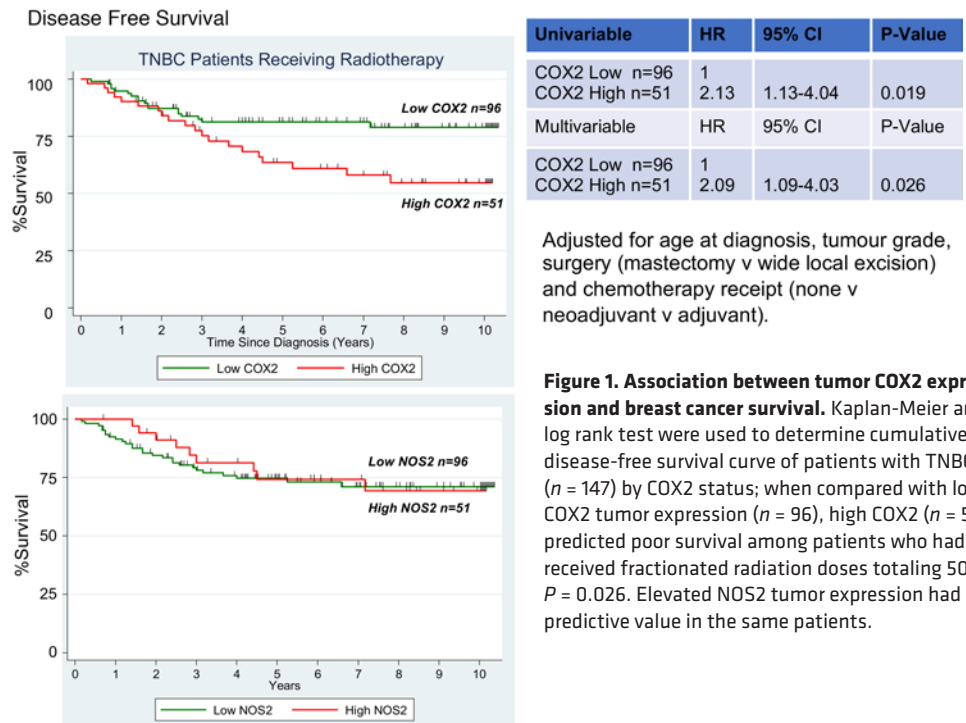 Disease Free Survival
TNBC Patients Receiving Radiotherapy
%Survival
100
75
50
25
0
Low COX2 n=96
High COX2 n=51
0 1 2 3 4 5 6 7 8 9 10
Time Since Diagnosis (Years)
Low COX2 High COX2
%Survival
100
75
50
25
0
Low NOS2 n=96
High NOS2 n=51
0 1 2 3 4 5 6 7 8 9 10
Years
Low NOS2 High NOS2
Univariable HR 95% CI P-Value
COX2 Low n=96 1
COX2 High n=51 2.13 1.13-4.04 0.019
Multivariable HR 95% CI P-Value
COX2 Low n=96 1
COX2 High n=51 2.09 1.09-4.03 0.026
Adjusted for age at diagnosis, tumour grade,
surgery (mastectomy v wide local excision)
and chemotherapy receipt (none v
neoadjuvant v adjuvant).
Figure 1. Association between tumor COX2 expr
sion and breast cancer survival. Kaplan-Meier
log rank test were used to determine cumulative
disease-free survival curve of patients with TNBC
(n = 147) by COX2 status; when compared with
COX2 tumor expression (n = 96), high COX2 (n =
predicted poor survival among patients who had
received fractionated radiation doses totaling 50
P = 0.026. Elevated NOS2 tumor expression had
predictive value in the same patients.